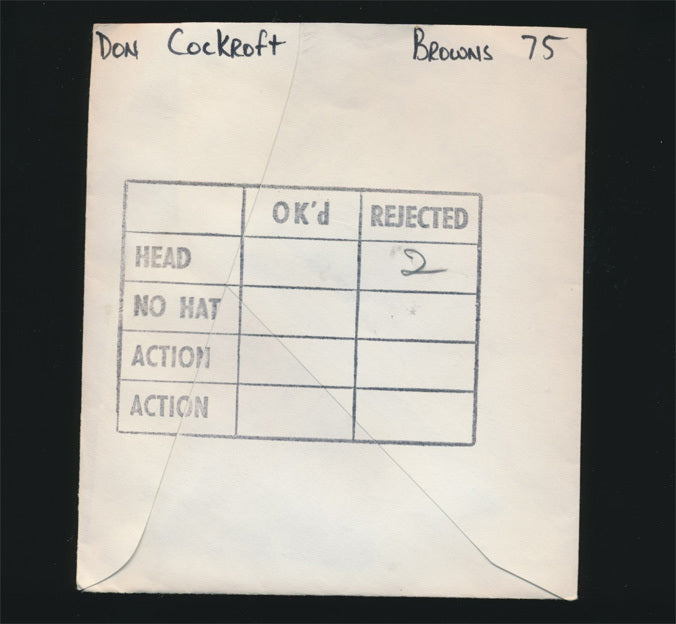 Don Cockroft Browns 75
OK'd REJECTED
HEAD 2
NO HAT
ACTION
ACTION